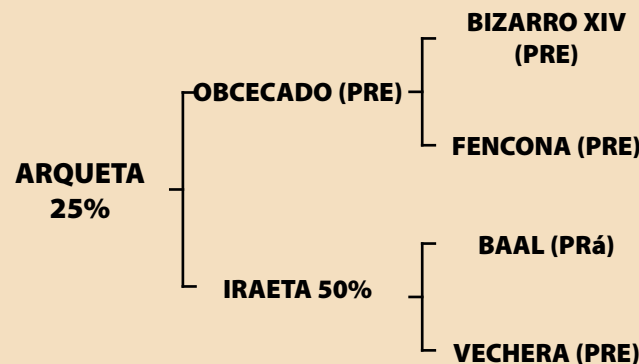 BIZARRO XIV
(PRE)
OBCECADO (PRE)
FENCONA (PRE)
ARQUETA
25%
BAAL (PRá)
IRAETA 50%
VECHERA (PRE)